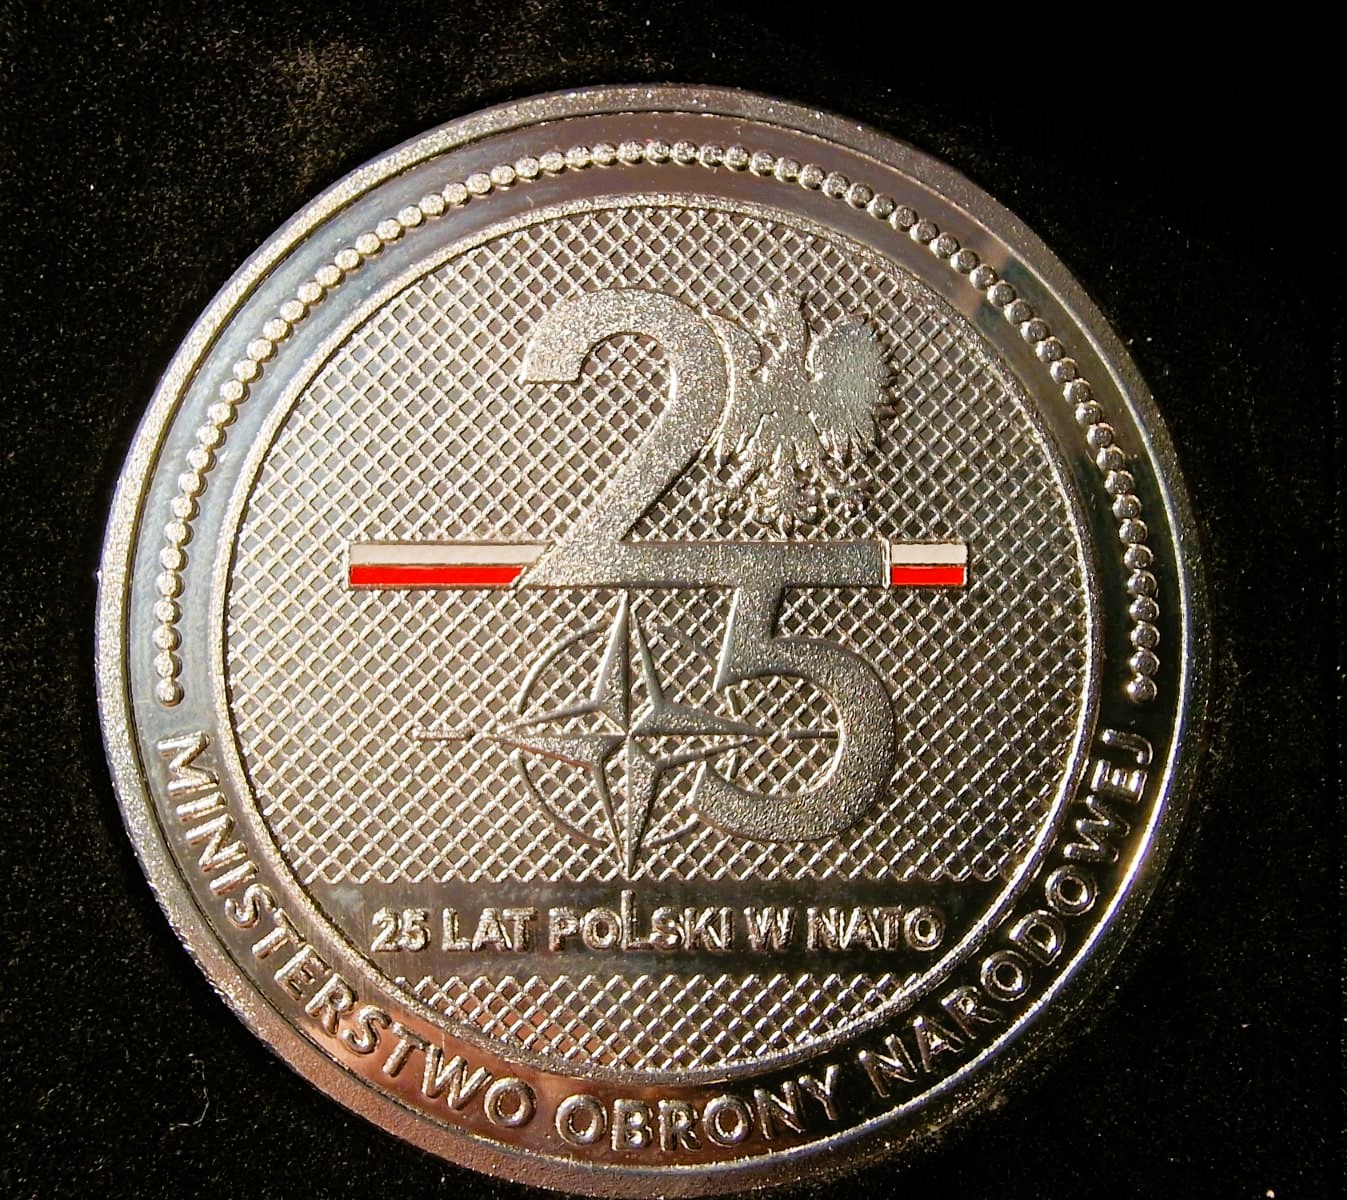 25
25 LAT POLSKI W NATO
MINISTERSTWO OBRONY NARODOWEJ